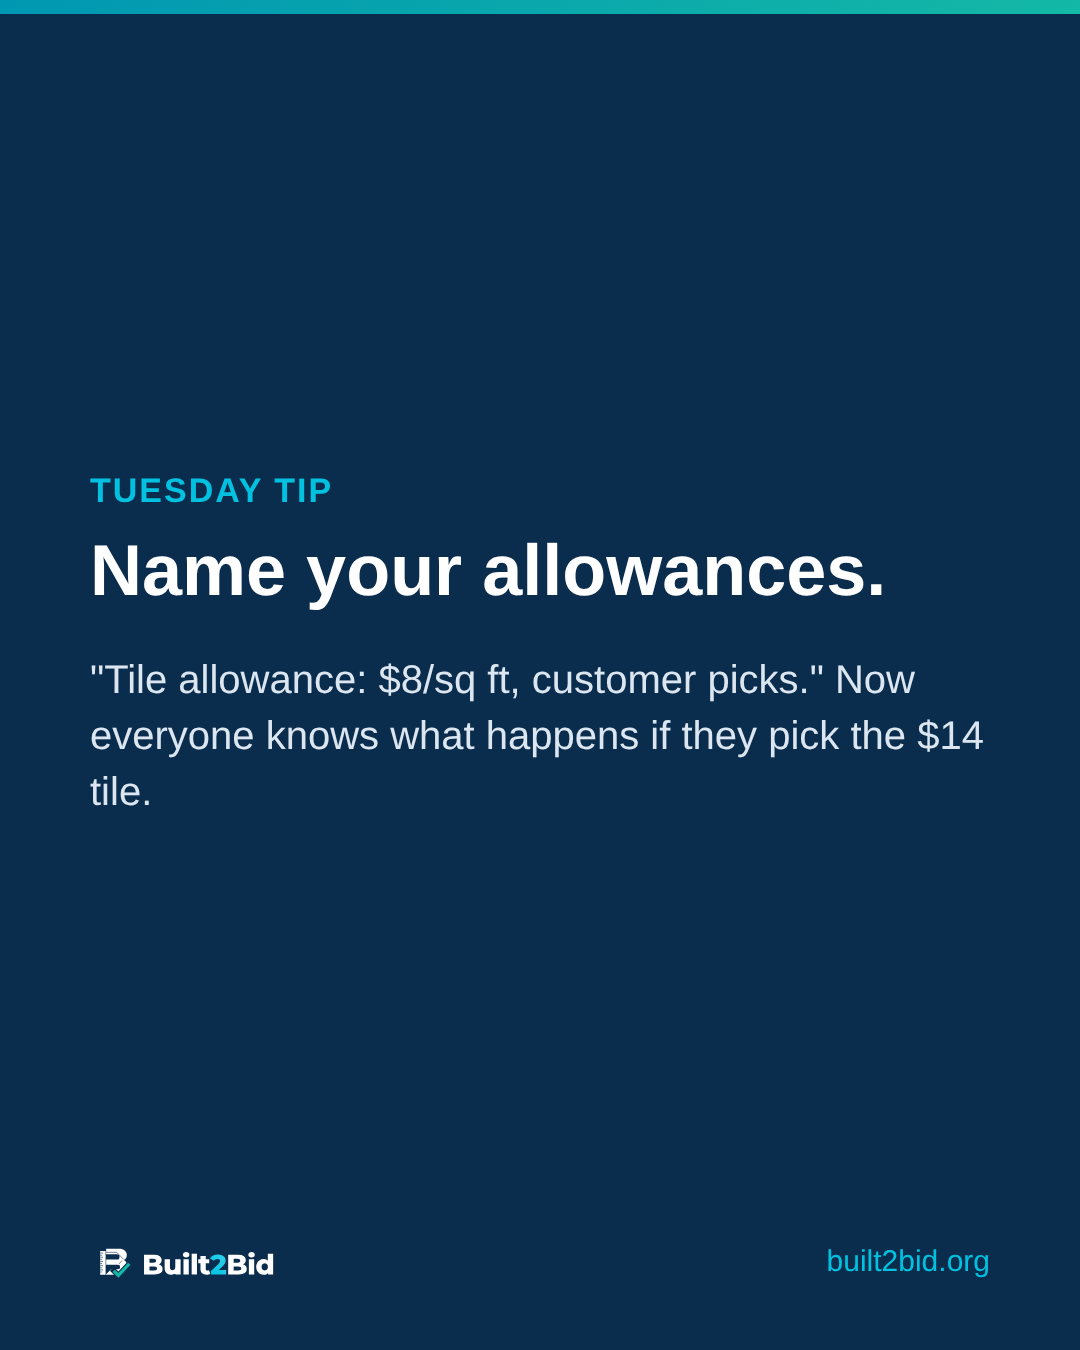 TUESDAY TIP
Name your allowances.
"Tile allowance: $8/sq ft, customer picks." Now
everyone knows what happens if they pick the $14
tile.
Built2Bid
built2bid.org